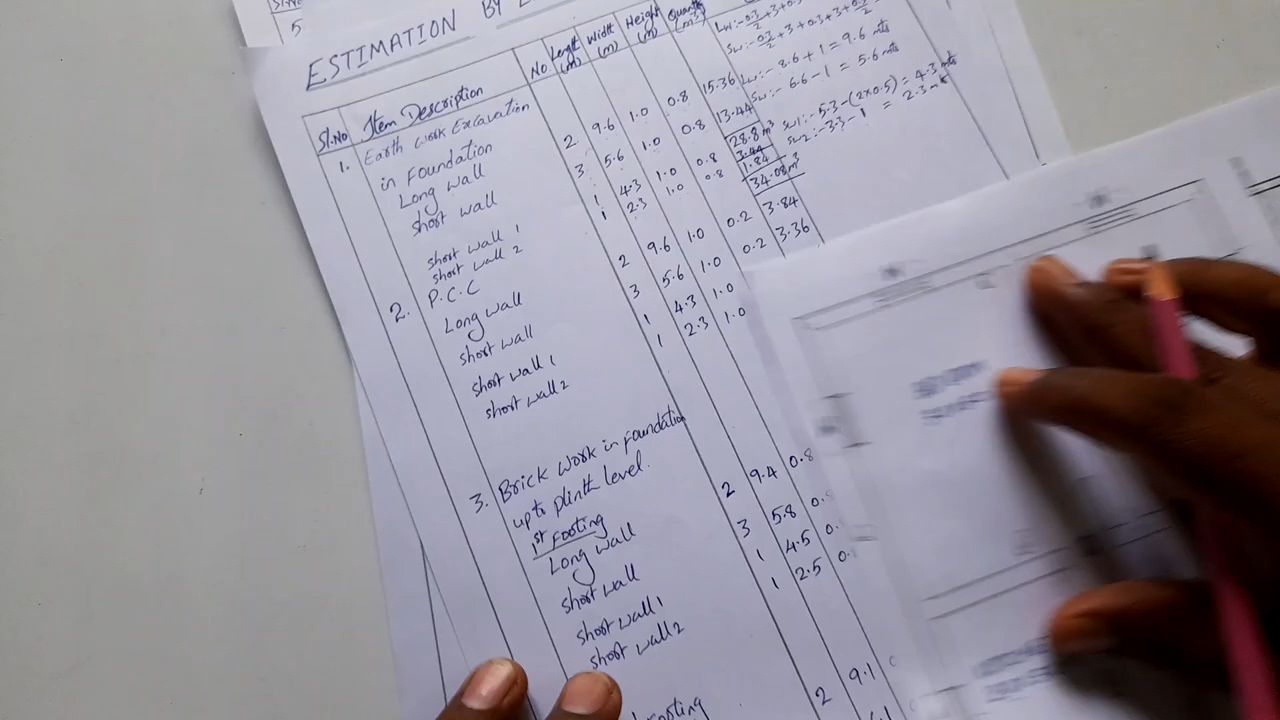 Sl.No
5
ESTIMATION BY
Sl.No Item Description No Length (m) Width (m) Height (m) Quantity (m³)
1. Earth work Excavation
in Foundation
Long wall 2 9.6 1.0 0.8 15.36
short wall 3 5.6 1.0 0.8 13.44
28.8m³
short wall 1 1 4.3 1.0 0.8 3.44
short wall 2 1 2.3 1.0 0.8 1.84
34.08m³
2. P.C.C
Long wall 2 9.6 1.0 0.2 3.84
short wall 3 5.6 1.0 0.2 3.36
short wall 1 1 4.3 1.0
short wall 2 1 2.3 1.0
3. Brick work in Foundation
upto plinth level.
1st Footing
Long wall 2 9.4 0.8
short wall 3 5.8
short wall 1 1 4.5
short wall 2 1 2.5
Footing
2 9.1
Lw:- 8.6 + 1 = 9.6 mts
Sw:- 6.6 - 1 = 5.6 mts
Sw1:- 5.3-(2x0.5) = 4.3 mts
Sw2:- 3.3 - 1 = 2.3